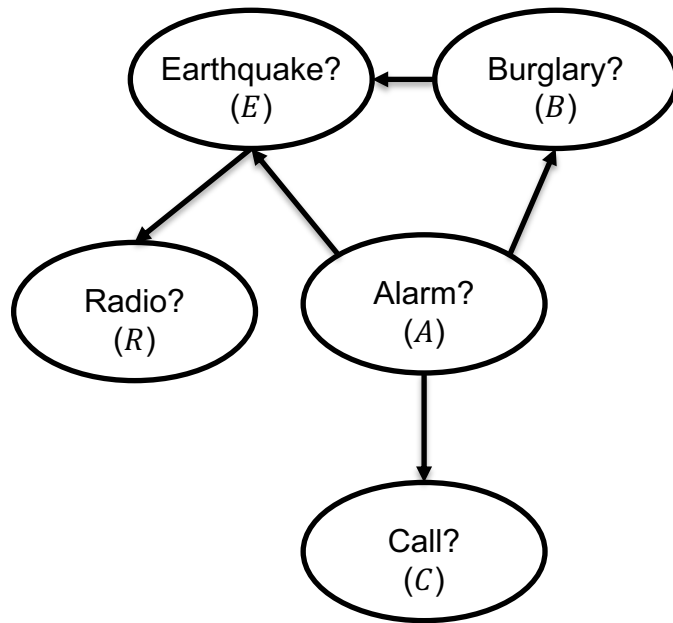 Earthquake?
(E)
Burglary?
(B)
Radio?
(R)
Alarm?
(A)
Call?
(C)